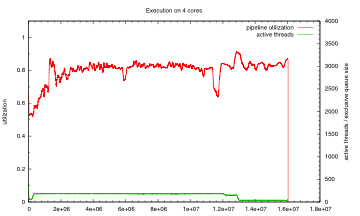 Execution on 4 cores
pipeline utilization
active threads
utilization
active threads / exclusive queue size
1
0.8
0.6
0.4
0.2
0
4000
3500
3000
2500
2000
1500
1000
500
0
0 2e+06 4e+06 6e+06 8e+06 1e+07 1.2e+07 1.4e+07 1.6e+07 1.8e+07